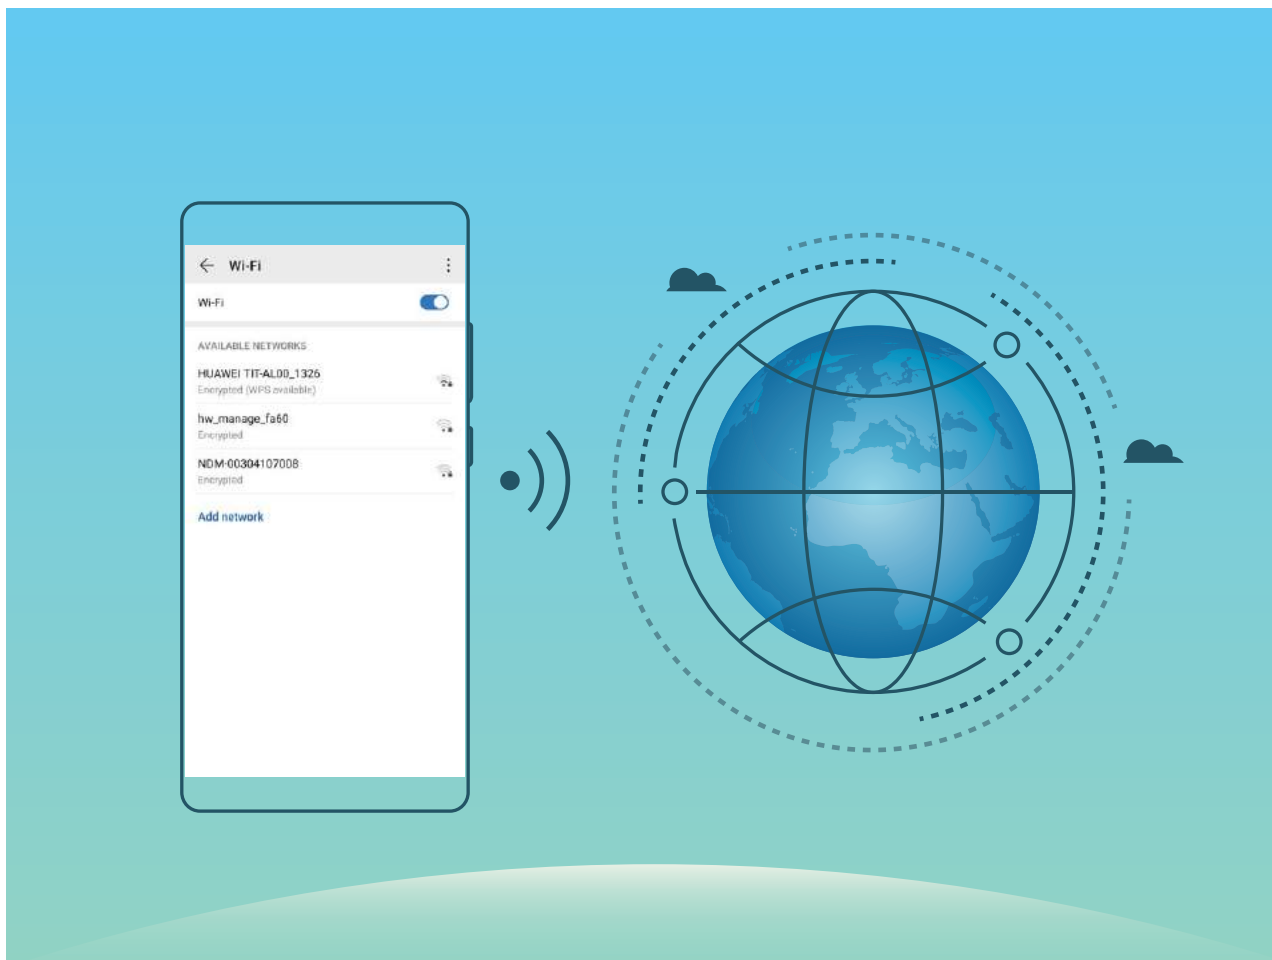 Wi-Fi
Wi-Fi
AVAILABLE NETWORKS
HUAWEI TIT-AL00_1326
Encrypted (WPS available)
hw_manage_fa60
Encrypted
NDM-00304107008
Encrypted
Add network